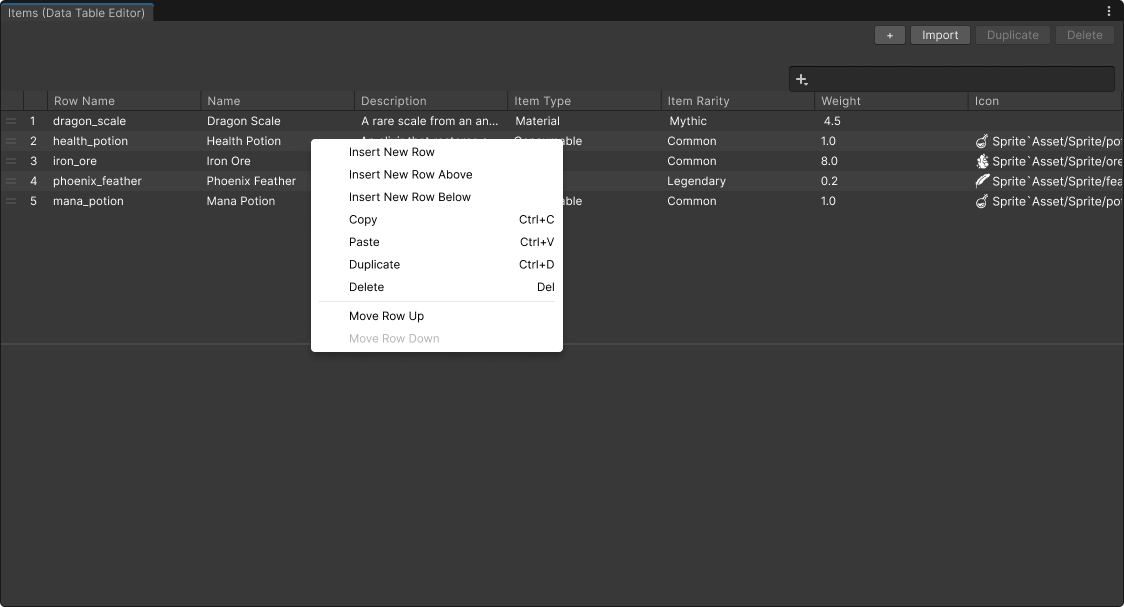 Items (Data Table Editor)
+ Import Duplicate Delete
Row Name Name Description Item Type Item Rarity Weight Icon
1 dragon_scale Dragon Scale A rare scale from an an... Material Mythic 4.5
2 health_potion Health Potion Common 1.0 Sprite`Asset/Sprite/po
3 iron_ore Iron Ore Common 8.0 Sprite`Asset/Sprite/ore
4 phoenix_feather Phoenix Feather Legendary 0.2 Sprite`Asset/Sprite/fea
5 mana_potion Mana Potion able Common 1.0 Sprite`Asset/Sprite/po
Insert New Row
Insert New Row Above
Insert New Row Below
Copy Ctrl+C
Paste Ctrl+V
Duplicate Ctrl+D
Delete Del
Move Row Up
Move Row Down